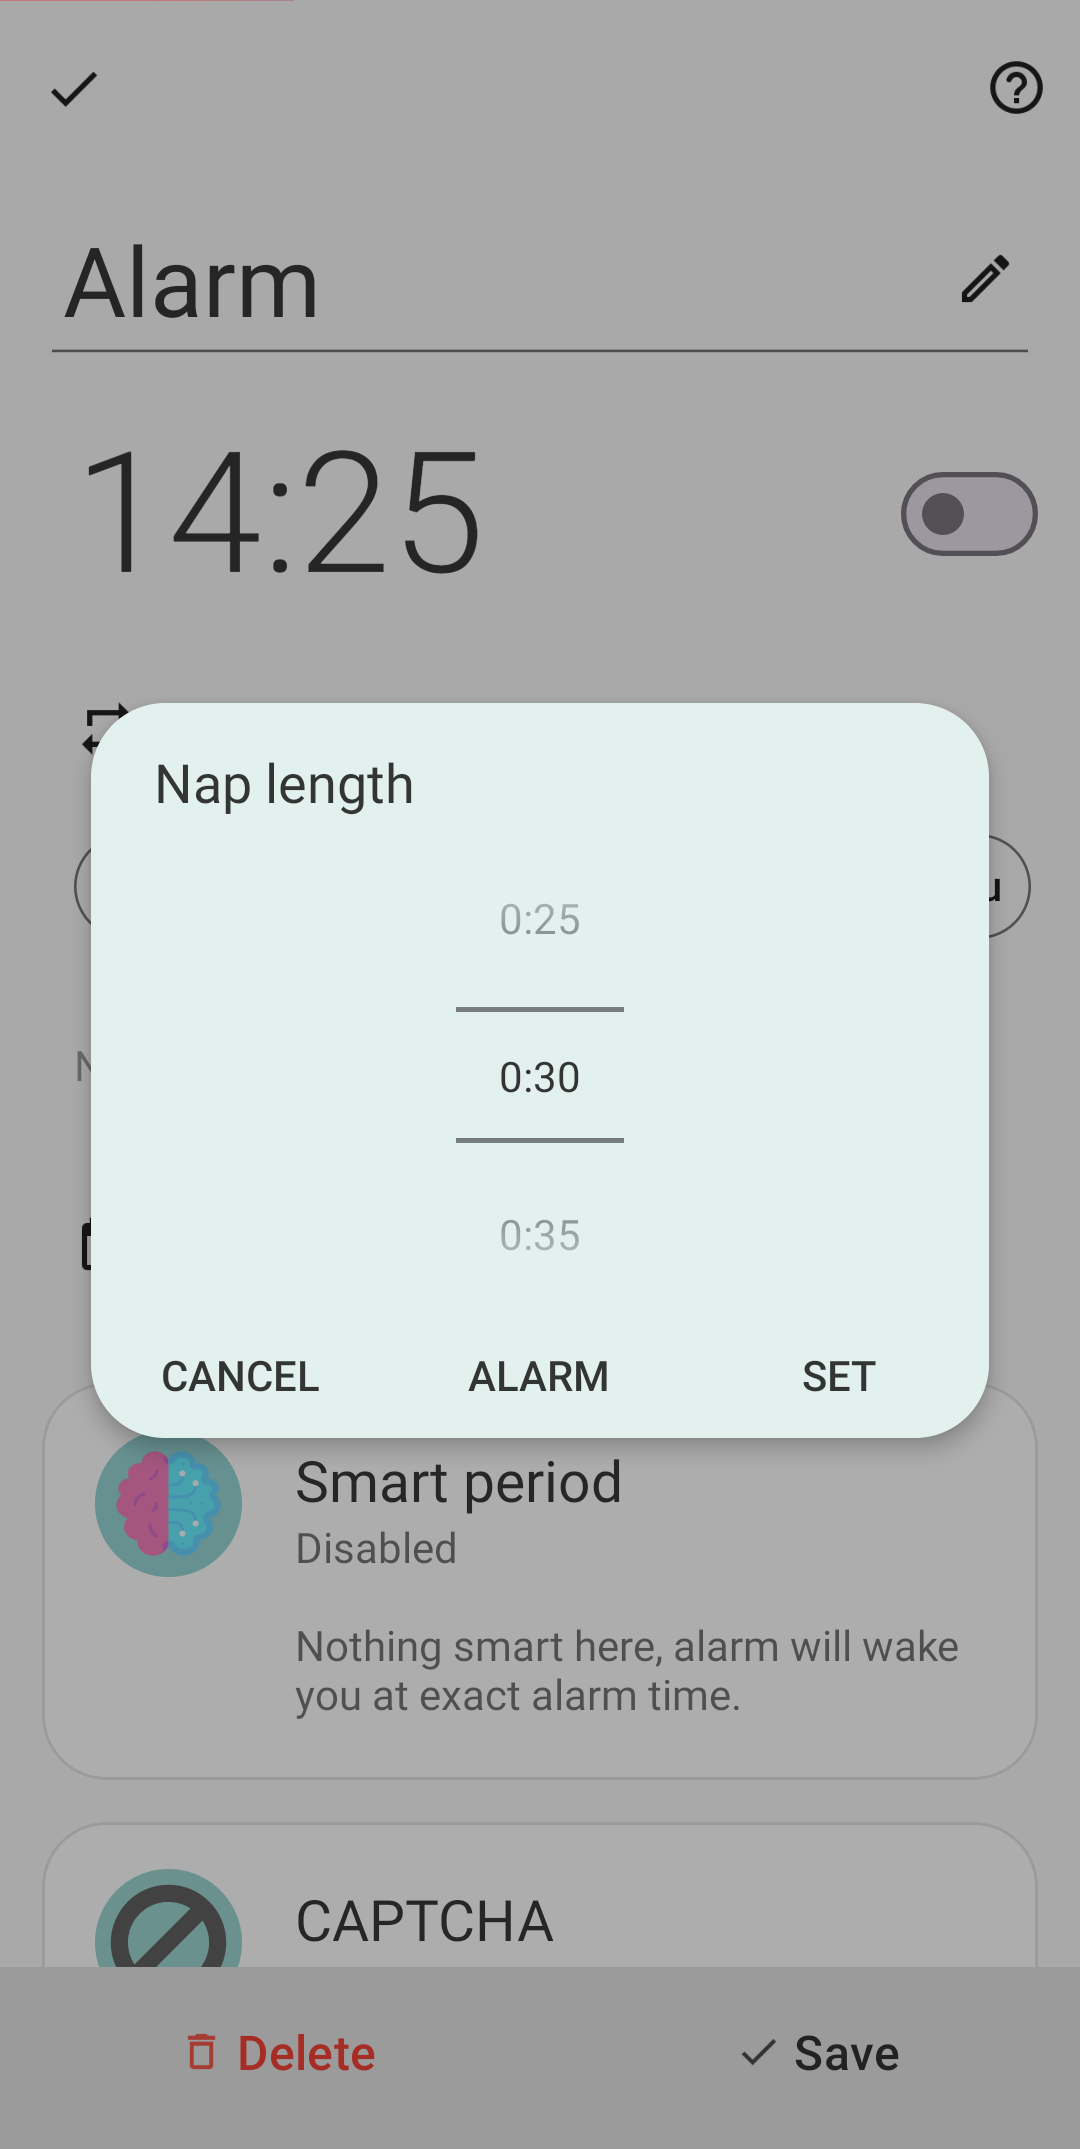 Alarm
14:25
Nap length
0:25
0:30
0:35
CANCEL ALARM SET
Smart period
Disabled
Nothing smart here, alarm will wake
you at exact alarm time.
CAPTCHA
Delete Save